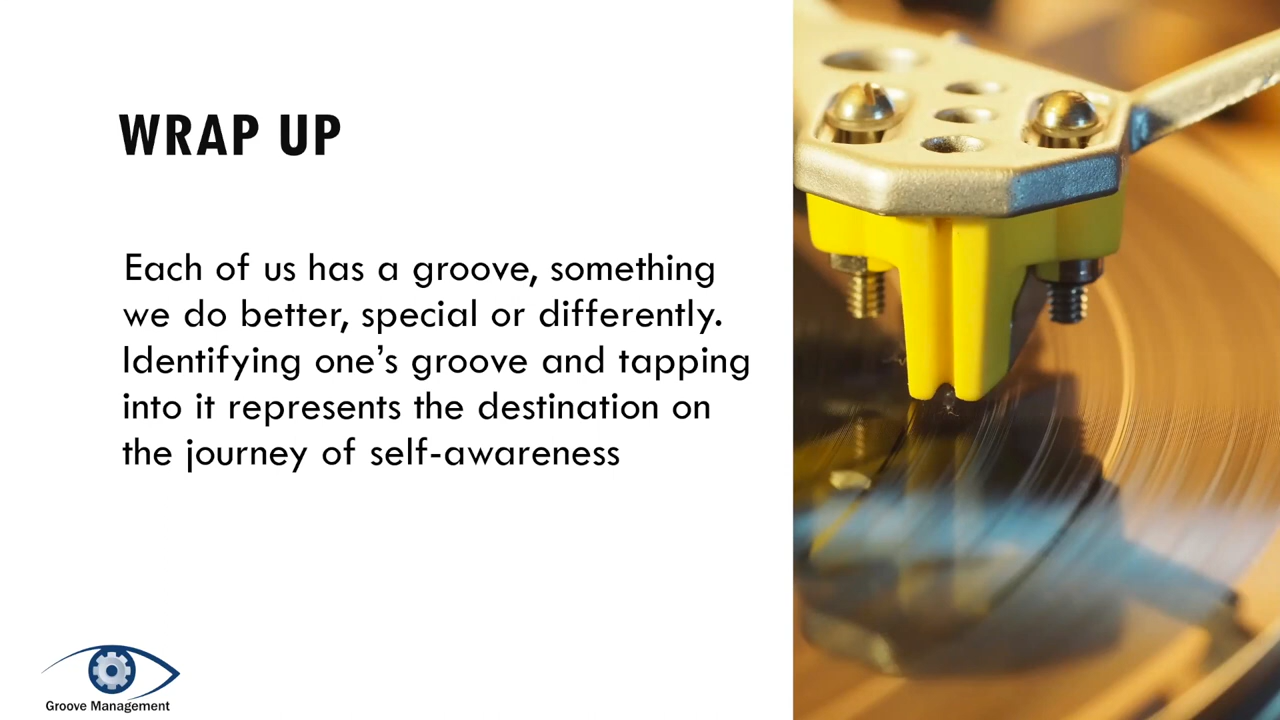 WRAP UP
Each of us has a groove, something
we do better, special or differently.
Identifying one’s groove and tapping
into it represents the destination on
the journey of self-awareness
Groove Management